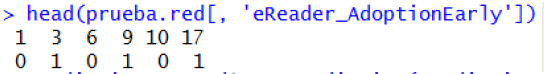 > head(prueba.red[, 'eReader_AdoptionEarly'])
1 3 6 9 10 17
0 1 0 1 0 1